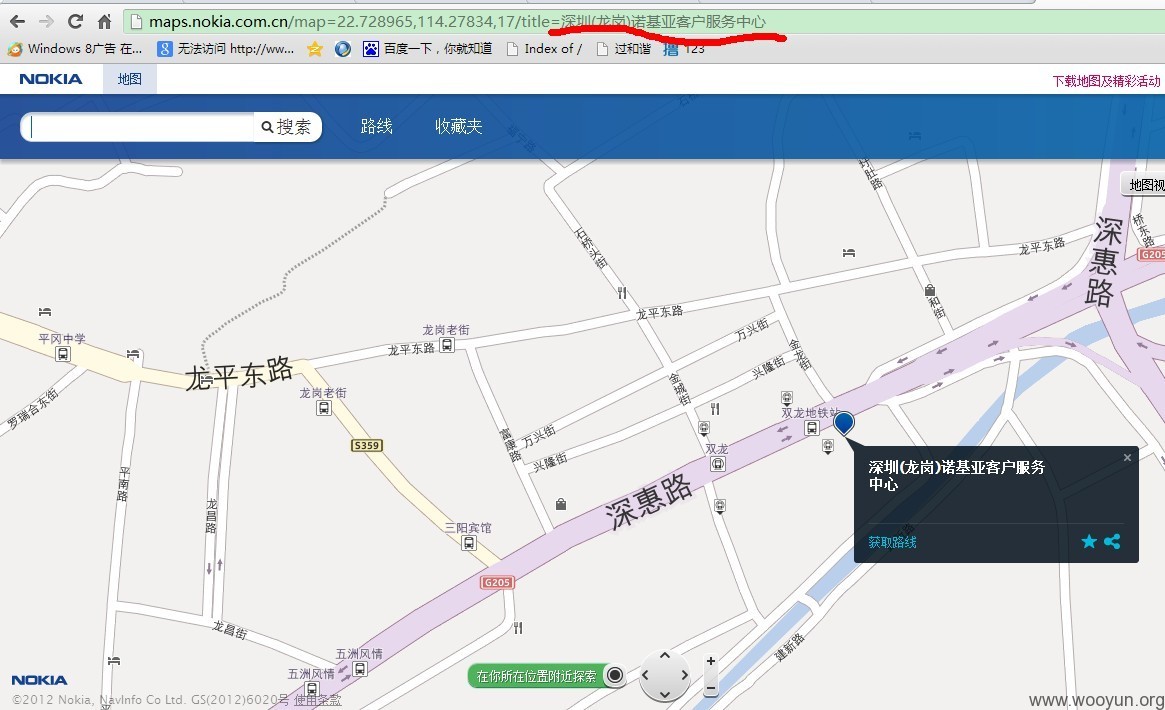 maps.nokia.com.cn/map=22.728965,114.27834,17/title=深圳(龙岗)诺基亚客户服务中心
Windows 8广告 在... 无法访问 http://ww... 百度一下，你就知道 Index of / 过和谐 123
NOKIA 地图 下载地图及精彩活动
搜索 路线 收藏夹
地图视
深惠路
桥东路
G205
石桥头街
龙平东路
和街
平冈中学
龙岗老街
龙平东路
龙平东路
万兴街
金龙街
兴隆街
龙平东路
龙岗老街
金城街
罗瑞合东街
双龙地铁站
S359
富康路
万兴街
兴隆街
双龙
深圳(龙岗)诺基亚客户服务
中心
平南路
龙昌路
深惠路
三阳宾馆
获取路线
G205
龙昌街
建新路
五洲风情
五洲风情
在你所在位置附近探索
NOKIA
©2012 Nokia, NavInfo Co Ltd. GS(2012)6020号 使用条款
www.wooyun.org